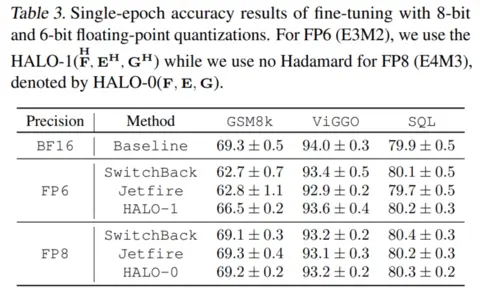 Table 3. Single-epoch accuracy results of fine-tuning with 8-bit
and 6-bit floating-point quantizations. For FP6 (E3M2), we use the
HALO-1(F̂ᴴ, Eᴴ, Gᴴ) while we use no Hadamard for FP8 (E4M3),
denoted by HALO-0(F, E, G).
Precision Method GSM8k ViGGO SQL
BF16 Baseline 69.3 ± 0.5 94.0 ± 0.3 79.9 ± 0.5
SwitchBack 62.7 ± 0.7 93.4 ± 0.5 80.1 ± 0.5
FP6 Jetfire 62.8 ± 1.1 92.9 ± 0.2 79.7 ± 0.5
HALO-1 66.5 ± 0.2 93.6 ± 0.4 80.2 ± 0.3
SwitchBack 69.1 ± 0.3 93.2 ± 0.2 80.4 ± 0.3
FP8 Jetfire 69.3 ± 0.4 93.1 ± 0.3 80.2 ± 0.3
HALO-0 69.2 ± 0.2 93.2 ± 0.2 80.3 ± 0.2